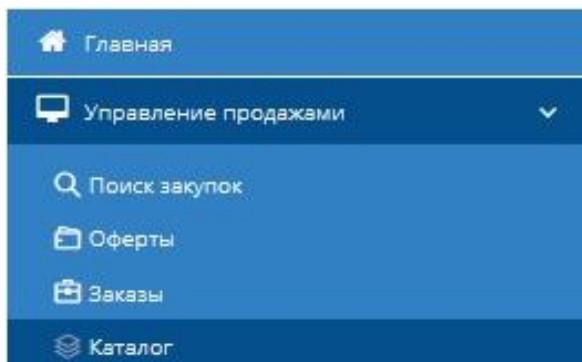 Главная
Управление продажами
Поиск закупок
Оферты
Заказы
Каталог